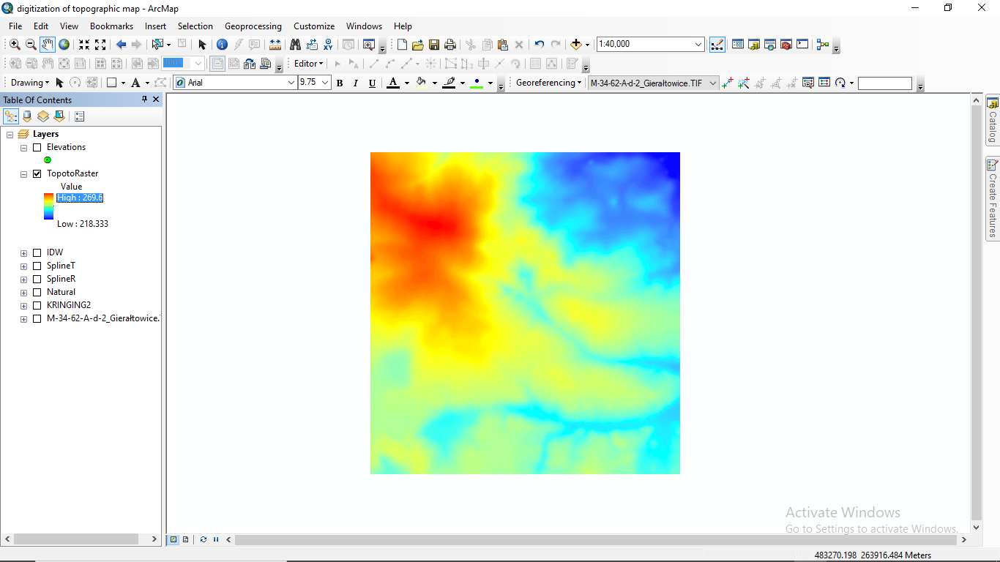 digitization of topographic map - ArcMap
File Edit View Bookmarks Insert Selection Geoprocessing Customize Windows Help
1:40,000
100%
Editor
Drawing A Arial 9.75 B I U A Georeferencing M-34-62-A-d-2_Gierałtowice.TIF
Table Of Contents
Layers
Elevations
TopotoRaster
Value
High : 269.6
Low : 218.333
IDW
SplineT
SplineR
Natural
KRINGING2
M-34-62-A-d-2_Gierałtowice.
Catalog
Create Features
Activate Windows
Go to Settings to activate Windows.
483270.198 263916.484 Meters